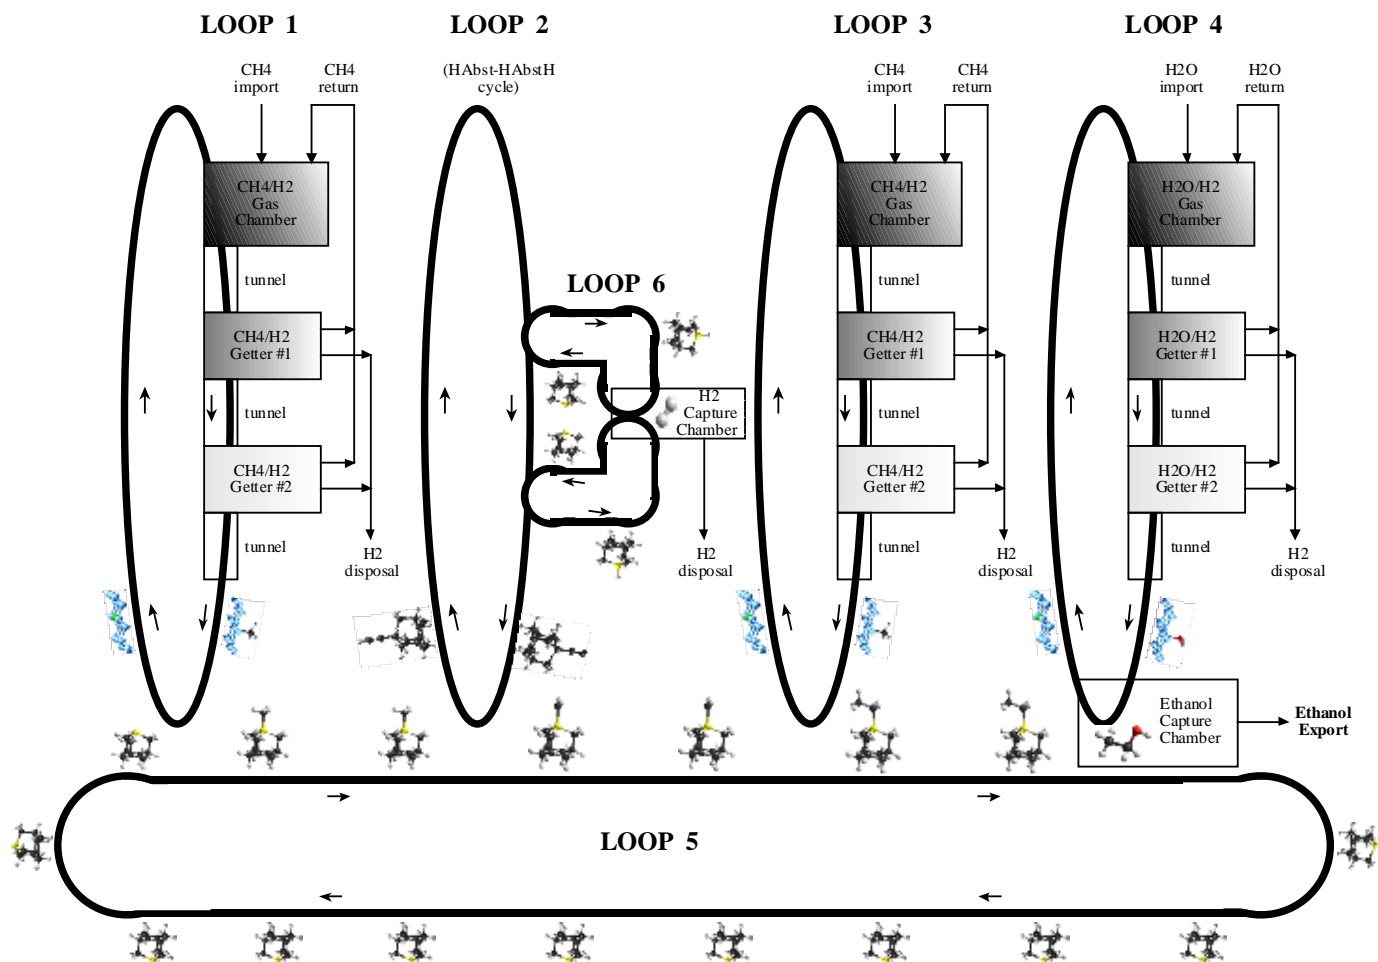 LOOP 1
LOOP 2
LOOP 3
LOOP 4
CH4
import
CH4
return
(HAbst-HAbstH
cycle)
CH4
import
CH4
return
H2O
import
H2O
return
CH4/H2
Gas
Chamber
CH4/H2
Gas
Chamber
H2O/H2
Gas
Chamber
tunnel
LOOP 6
tunnel
tunnel
CH4/H2
Getter #1
CH4/H2
Getter #1
H2O/H2
Getter #1
tunnel
H2
Capture
Chamber
tunnel
tunnel
CH4/H2
Getter #2
CH4/H2
Getter #2
H2O/H2
Getter #2
tunnel
H2
disposal
H2
disposal
tunnel
H2
disposal
tunnel
H2
disposal
Ethanol
Capture
Chamber
Ethanol
Export
LOOP 5